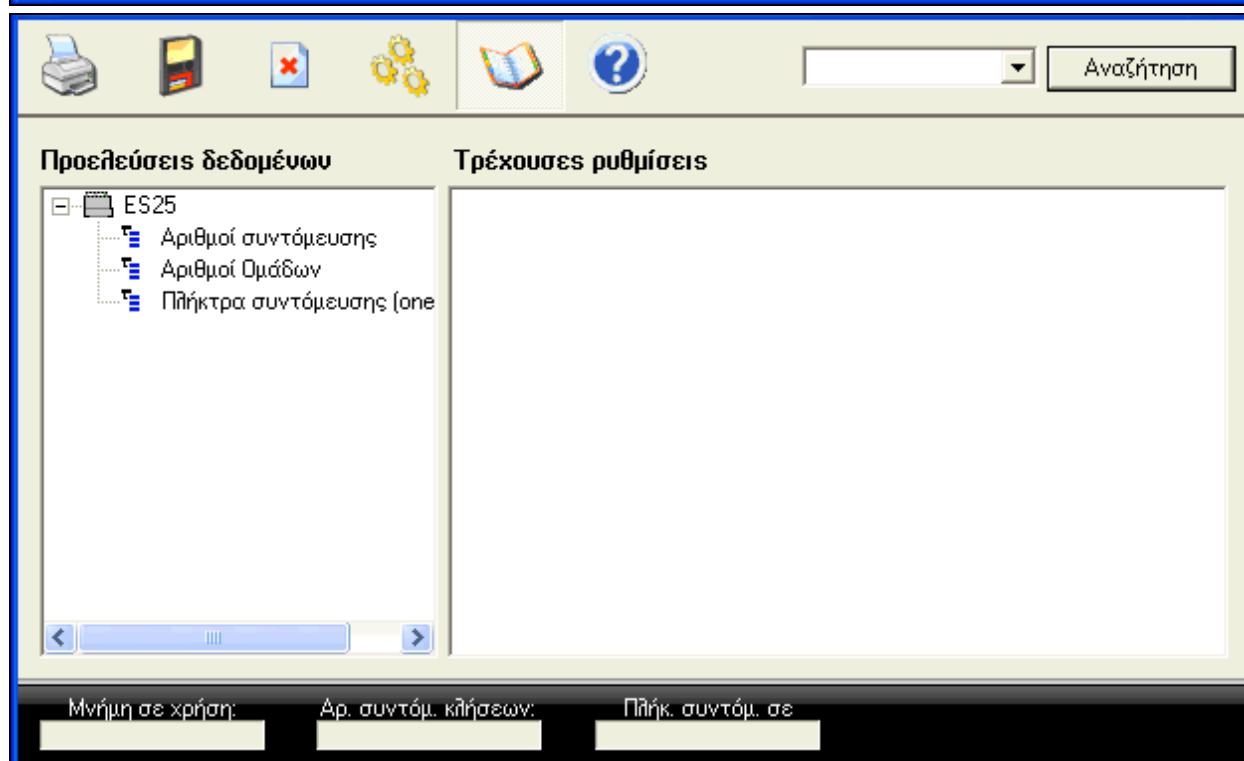 Αναζήτηση
Προελεύσεις δεδομένων
Τρέχουσες ρυθμίσεις
ES25
Αριθμοί συντόμευσης
Αριθμοί Ομάδων
Πλήκτρα συντόμευσης (one
Μνήμη σε χρήση:
Αρ. συντόμ. κλήσεων:
Πλήκ. συντόμ. σε